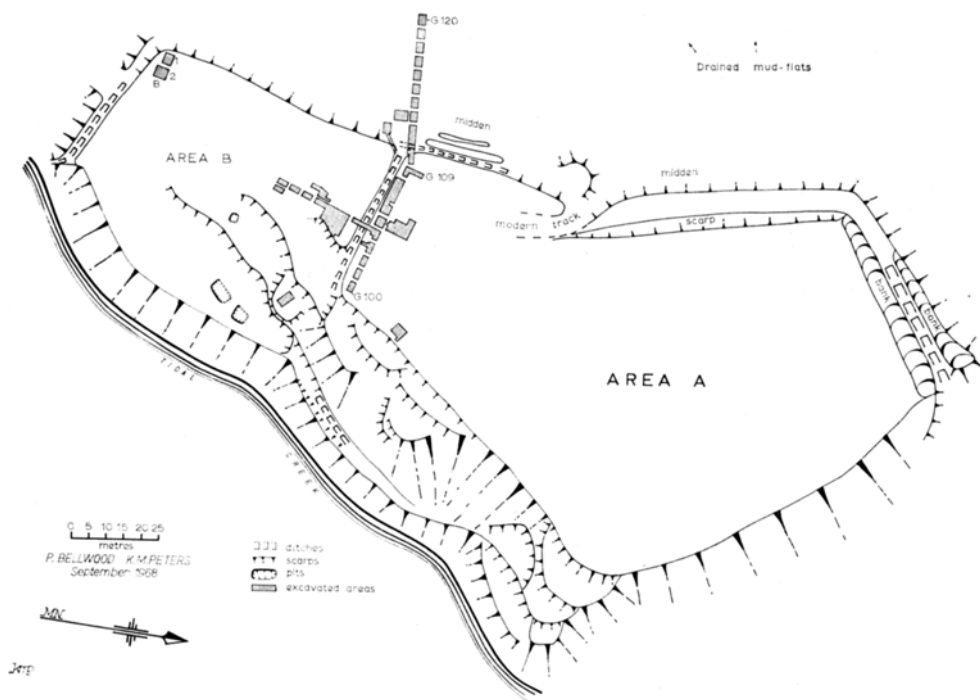 G 120
Drained mud-flats
1
2
B
midden
AREA B
G 109
midden
modern track
scarp
bank
bank
G 100
AREA A
TIDAL
CREEK
0 5 10 15 20 25
metres
P. BELLWOOD K.M.PETERS
September 1968
ditches
scarps
pits
excavated areas
MN